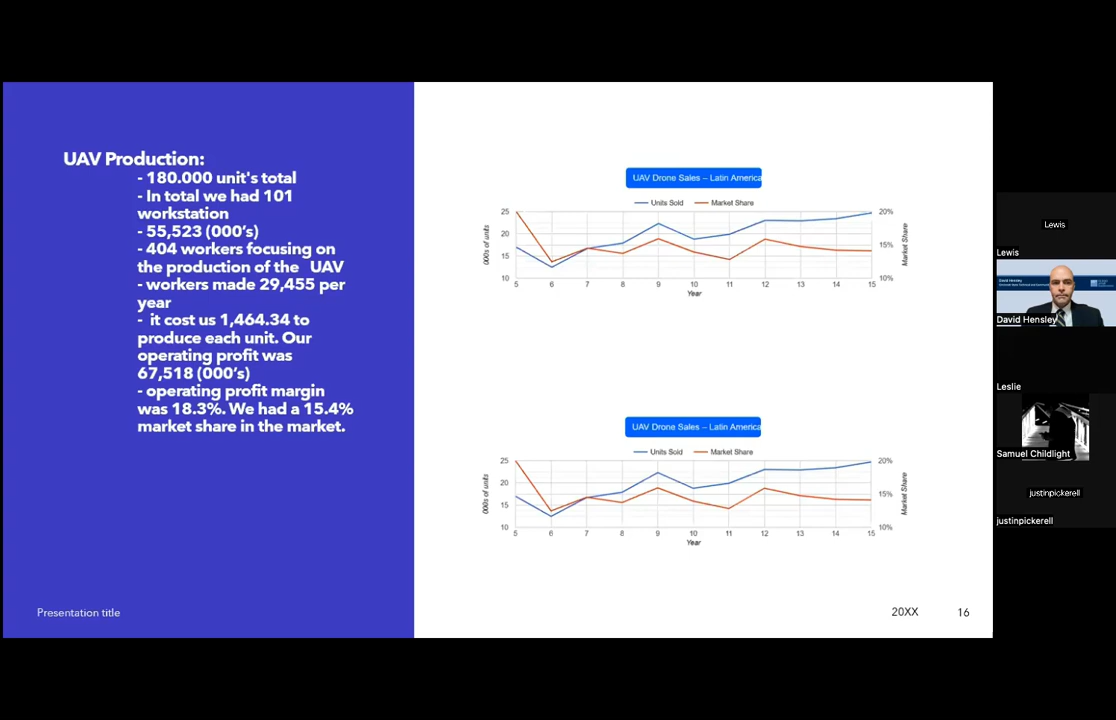 UAV Production:
- 180.000 unit's total
- In total we had 101
workstation
- 55,523 (000's)
- 404 workers focusing on
the production of the UAV
- workers made 29,455 per
year
- it cost us 1,464.34 to
produce each unit. Our
operating profit was
67,518 (000's)
- operating profit margin
was 18.3%. We had a 15.4%
market share in the market.
Presentation title
UAV Drone Sales – Latin America
Units Sold Market Share
25 20%
20
15 15%
10 10%
000s of units
Market Share
5 6 7 8 9 10 11 12 13 14 15
Year
UAV Drone Sales – Latin America
Units Sold Market Share
25 20%
20
15 15%
10 10%
000s of units
Market Share
5 6 7 8 9 10 11 12 13 14 15
Year
20XX 16
Lewis
Lewis
David Hensley
Leslie
Samuel Childlight
justinpickerell
justinpickerell